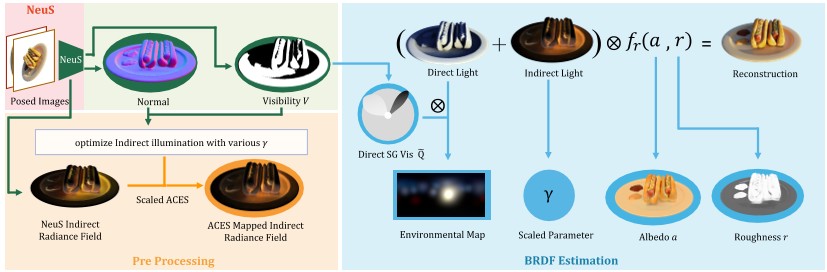 NeuS
NeuS
Posed Images
Normal
Visibility V
optimize Indirect illumination with various γ
Scaled ACES
NeuS Indirect
Radiance Field
ACES Mapped Indirect
Radiance Field
Pre Processing
( + ) ⊗ fr(a , r) =
Direct Light
Indirect Light
Reconstruction
⊗
Direct SG Vis Q̅
γ
Environmental Map
Scaled Parameter
Albedo a
Roughness r
BRDF Estimation